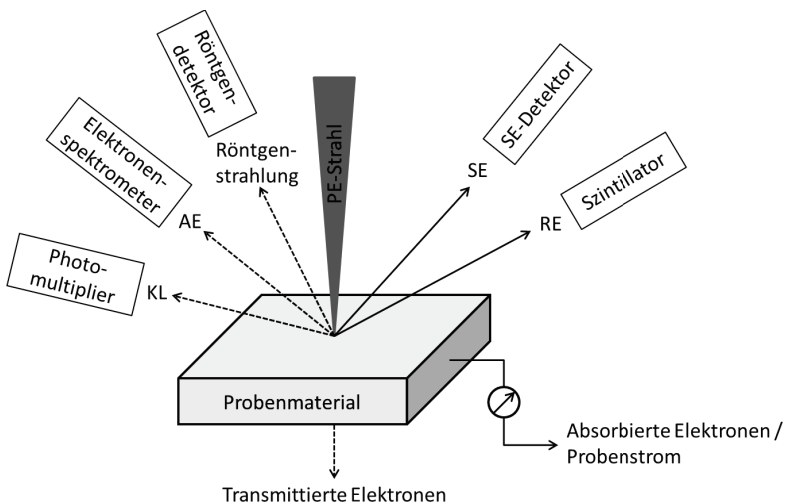 Röntgen-
detektor
Elektronen-
spektrometer
Photo-
multiplier
Röntgen-
strahlung
AE
KL
PE-Strahl
SE-Detektor
SE
Szintillator
RE
Probenmaterial
Absorbierte Elektronen /
Probenstrom
Transmittierte Elektronen